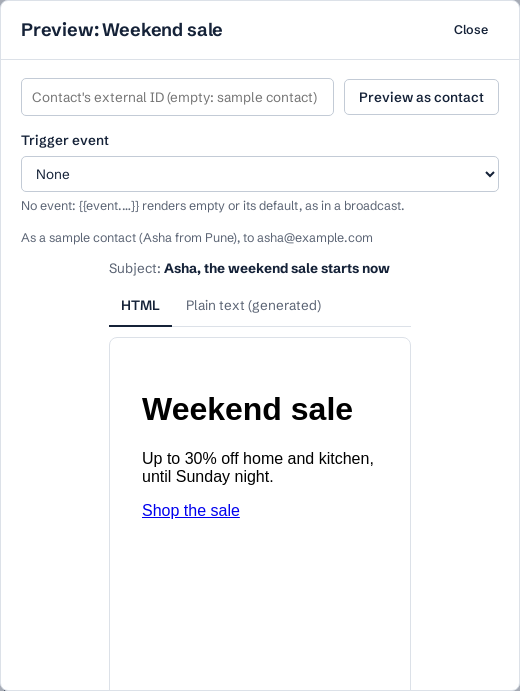 Preview: Weekend sale
Close
Contact's external ID (empty: sample contact)
Preview as contact
Trigger event
None
No event: {{event.…}} renders empty or its default, as in a broadcast.
As a sample contact (Asha from Pune), to asha@example.com
Subject: Asha, the weekend sale starts now
HTML
Plain text (generated)
Weekend sale
Up to 30% off home and kitchen,
until Sunday night.
Shop the sale